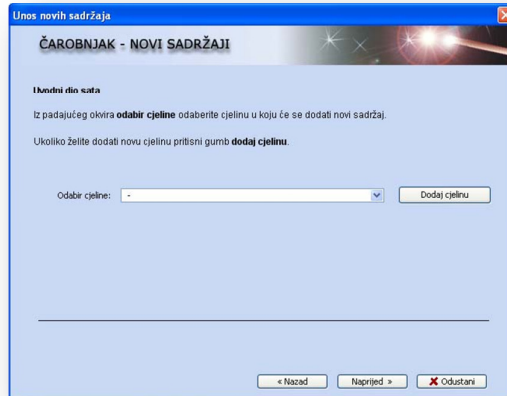 Unos novih sadržaja
ČAROBNJAK - NOVI SADRŽAJI
Uvodni dio sata
Iz padajućeg okvira odabir cjeline odaberite cjelinu u koju če se dodati novi sadržaj.
Ukoliko želite dodati novu cjelinu pritisni gumb dodaj cjelinu.
Odabir cjeline: -
Dodaj cjelinu
« Nazad
Naprijed »
Odustani